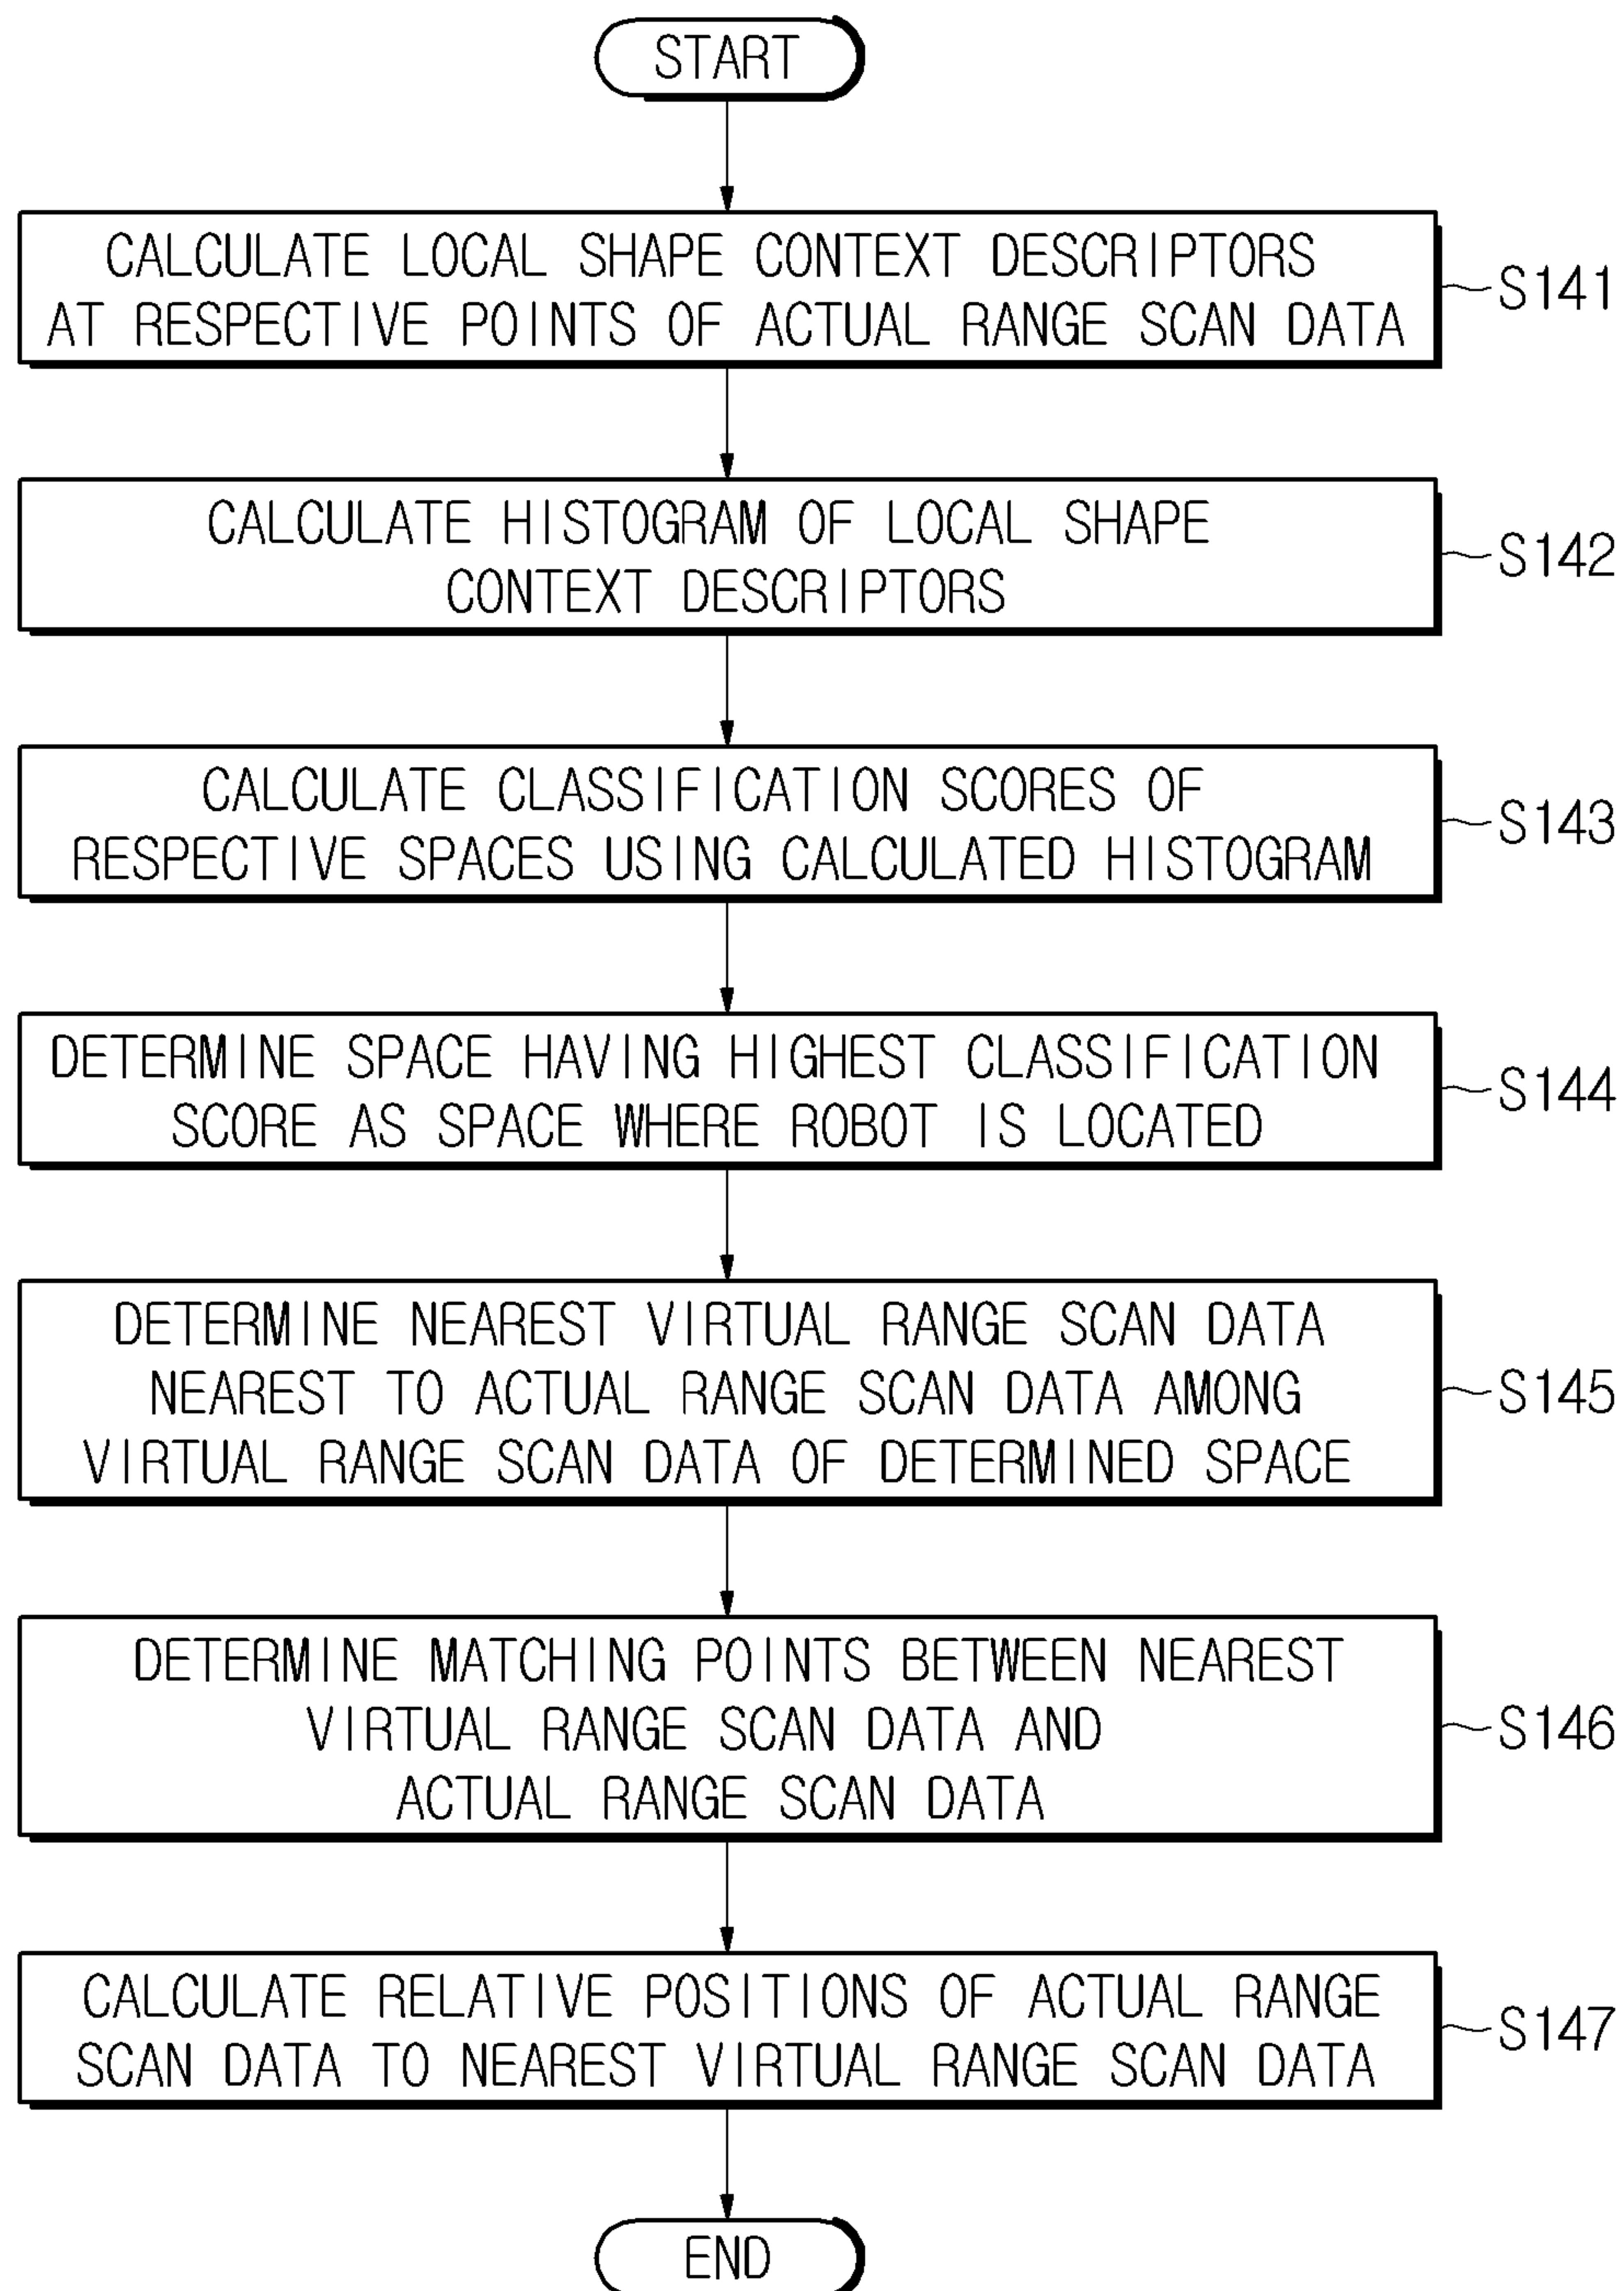 START
CALCULATE LOCAL SHAPE CONTEXT DESCRIPTORS
AT RESPECTIVE POINTS OF ACTUAL RANGE SCAN DATA
S141
CALCULATE HISTOGRAM OF LOCAL SHAPE
CONTEXT DESCRIPTORS
S142
CALCULATE CLASSIFICATION SCORES OF
RESPECTIVE SPACES USING CALCULATED HISTOGRAM
S143
DETERMINE SPACE HAVING HIGHEST CLASSIFICATION
SCORE AS SPACE WHERE ROBOT IS LOCATED
S144
DETERMINE NEAREST VIRTUAL RANGE SCAN DATA
NEAREST TO ACTUAL RANGE SCAN DATA AMONG
VIRTUAL RANGE SCAN DATA OF DETERMINED SPACE
S145
DETERMINE MATCHING POINTS BETWEEN NEAREST
VIRTUAL RANGE SCAN DATA AND
ACTUAL RANGE SCAN DATA
S146
CALCULATE RELATIVE POSITIONS OF ACTUAL RANGE
SCAN DATA TO NEAREST VIRTUAL RANGE SCAN DATA
S147
END